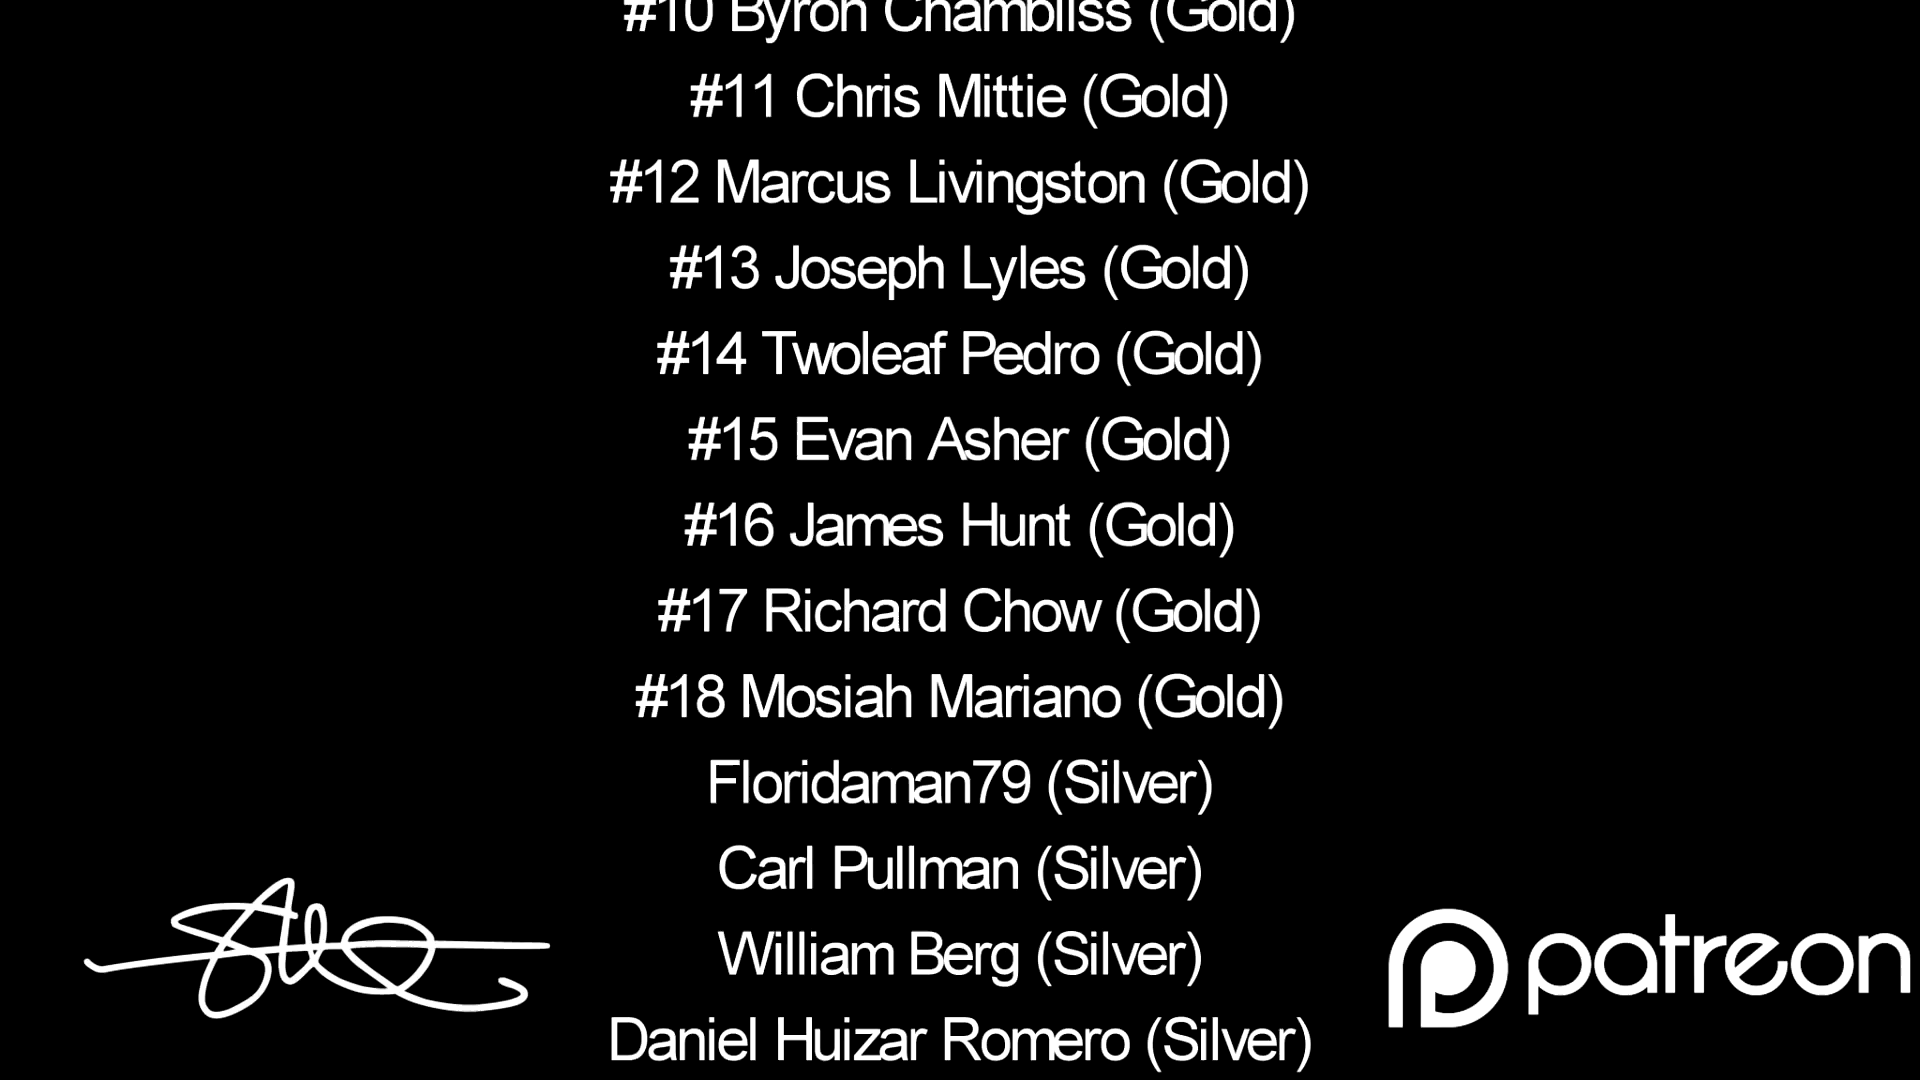 #10 Byron Chambliss (Gold)
#11 Chris Mittie (Gold)
#12 Marcus Livingston (Gold)
#13 Joseph Lyles (Gold)
#14 Twoleaf Pedro (Gold)
#15 Evan Asher (Gold)
#16 James Hunt (Gold)
#17 Richard Chow (Gold)
#18 Mosiah Mariano (Gold)
Floridaman79 (Silver)
Carl Pullman (Silver)
William Berg (Silver)
Daniel Huizar Romero (Silver)
patreon